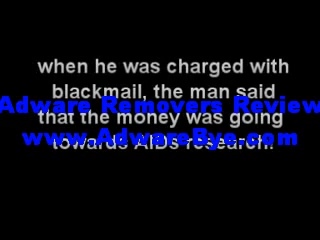 when he was charged with
blackmail, the man said
Adware Removers Review
that the money was going
www.AdwareBye.com
towards AIDs research.